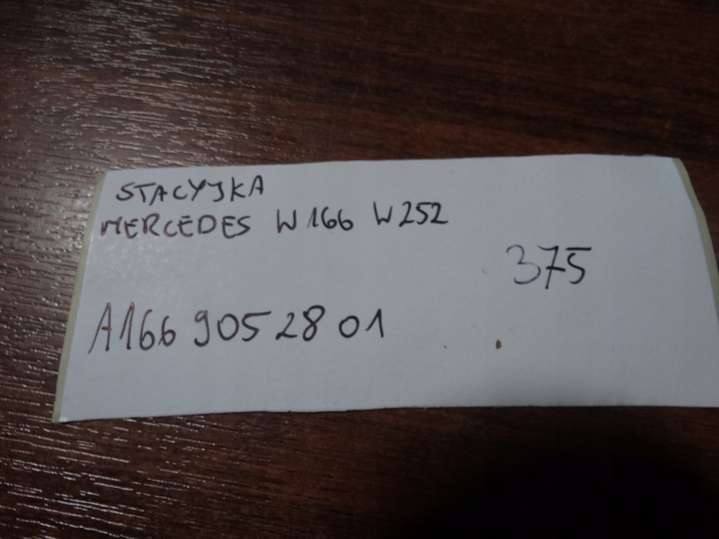 STACYJKA
MERCEDES W166 W252
375
A166 905 28 01